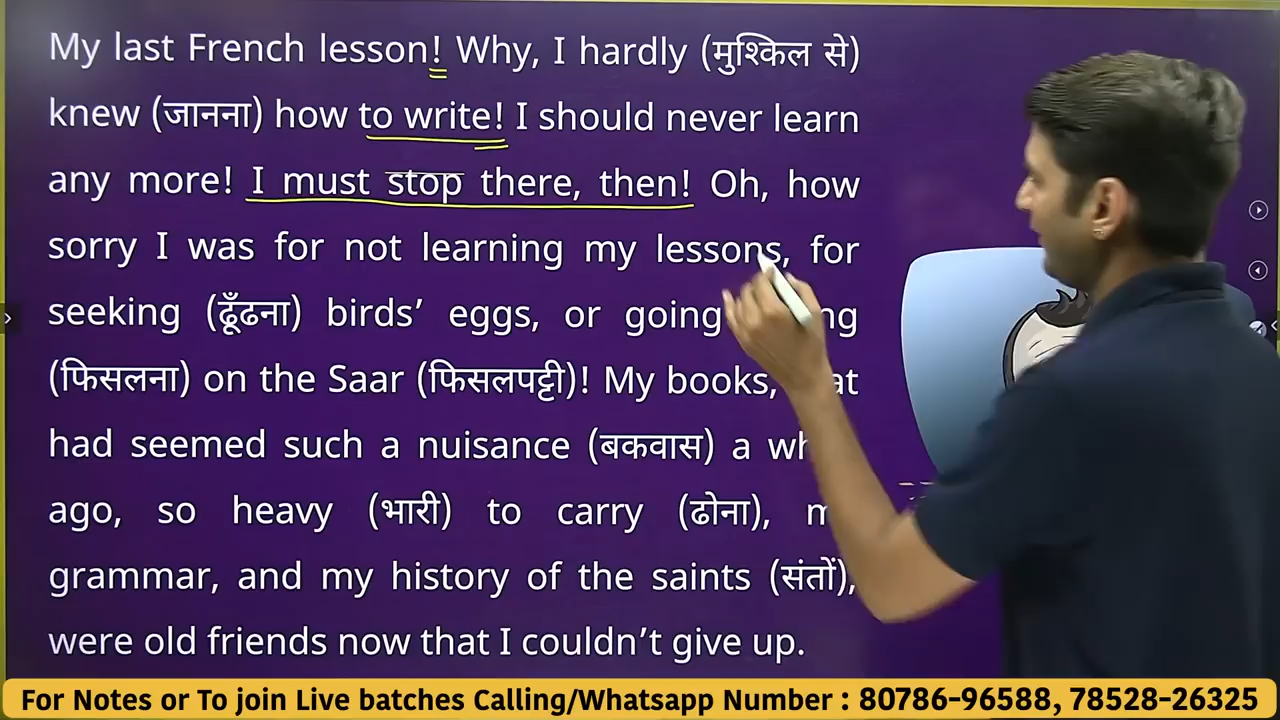 My last French lesson! Why, I hardly (मुश्किल से)
knew (जानना) how to write! I should never learn
any more! I must stop there, then! Oh, how
sorry I was for not learning my lessons, for
seeking (ढूँढना) birds’ eggs, or going
(फिसलना) on the Saar (फिसलपट्टी)! My books,
had seemed such a nuisance (बकवास) a
ago, so heavy (भारी) to carry (ढोना),
grammar, and my history of the saints (संतों),
were old friends now that I couldn’t give up.
For Notes or To join Live batches Calling/Whatsapp Number : 80786-96588, 78528-26325